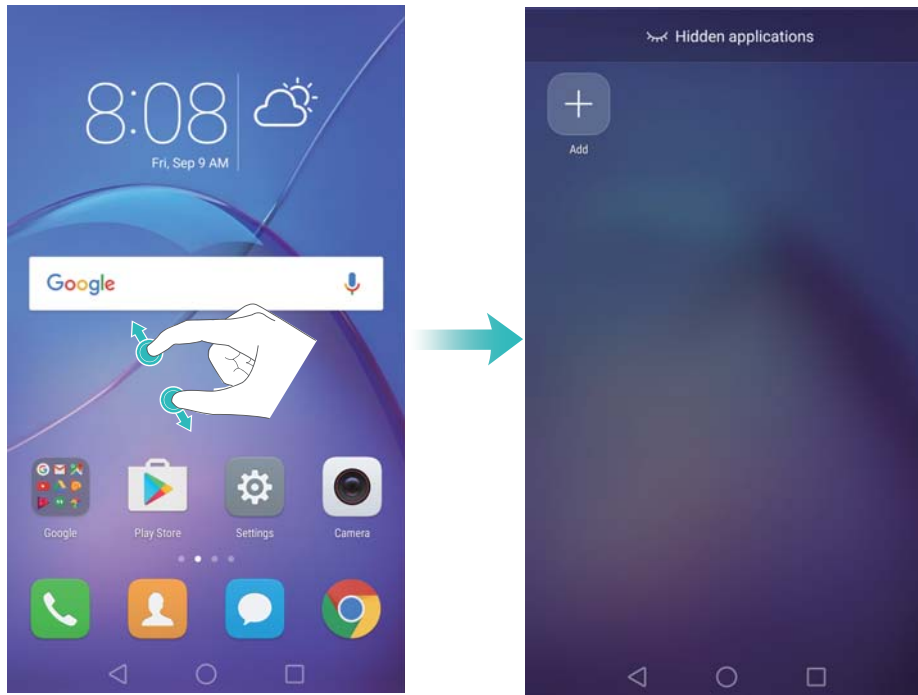 8:08
Fri, Sep 9 AM
Google
Google
Play Store
Settings
Camera
Hidden applications
Add